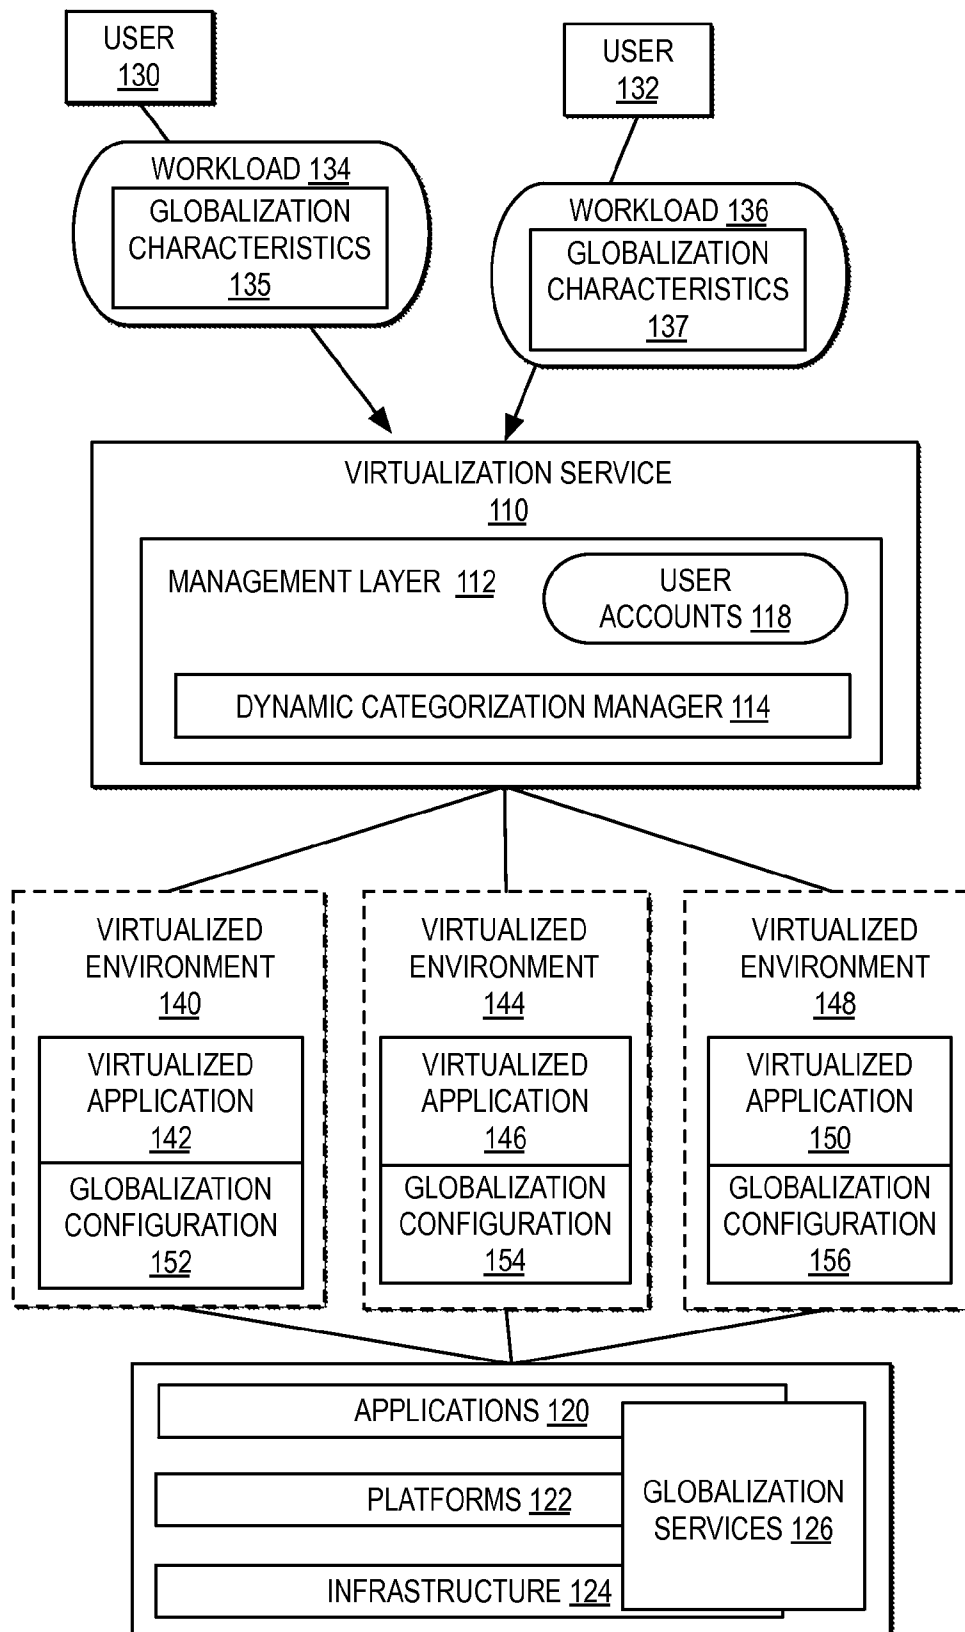 USER
130
USER
132
WORKLOAD 134
GLOBALIZATION
CHARACTERISTICS
135
WORKLOAD 136
GLOBALIZATION
CHARACTERISTICS
137
VIRTUALIZATION SERVICE
110
MANAGEMENT LAYER 112
USER
ACCOUNTS 118
DYNAMIC CATEGORIZATION MANAGER 114
VIRTUALIZED
ENVIRONMENT
140
VIRTUALIZED
APPLICATION
142
GLOBALIZATION
CONFIGURATION
152
VIRTUALIZED
ENVIRONMENT
144
VIRTUALIZED
APPLICATION
146
GLOBALIZATION
CONFIGURATION
154
VIRTUALIZED
ENVIRONMENT
148
VIRTUALIZED
APPLICATION
150
GLOBALIZATION
CONFIGURATION
156
APPLICATIONS 120
PLATFORMS 122
INFRASTRUCTURE 124
GLOBALIZATION
SERVICES 126